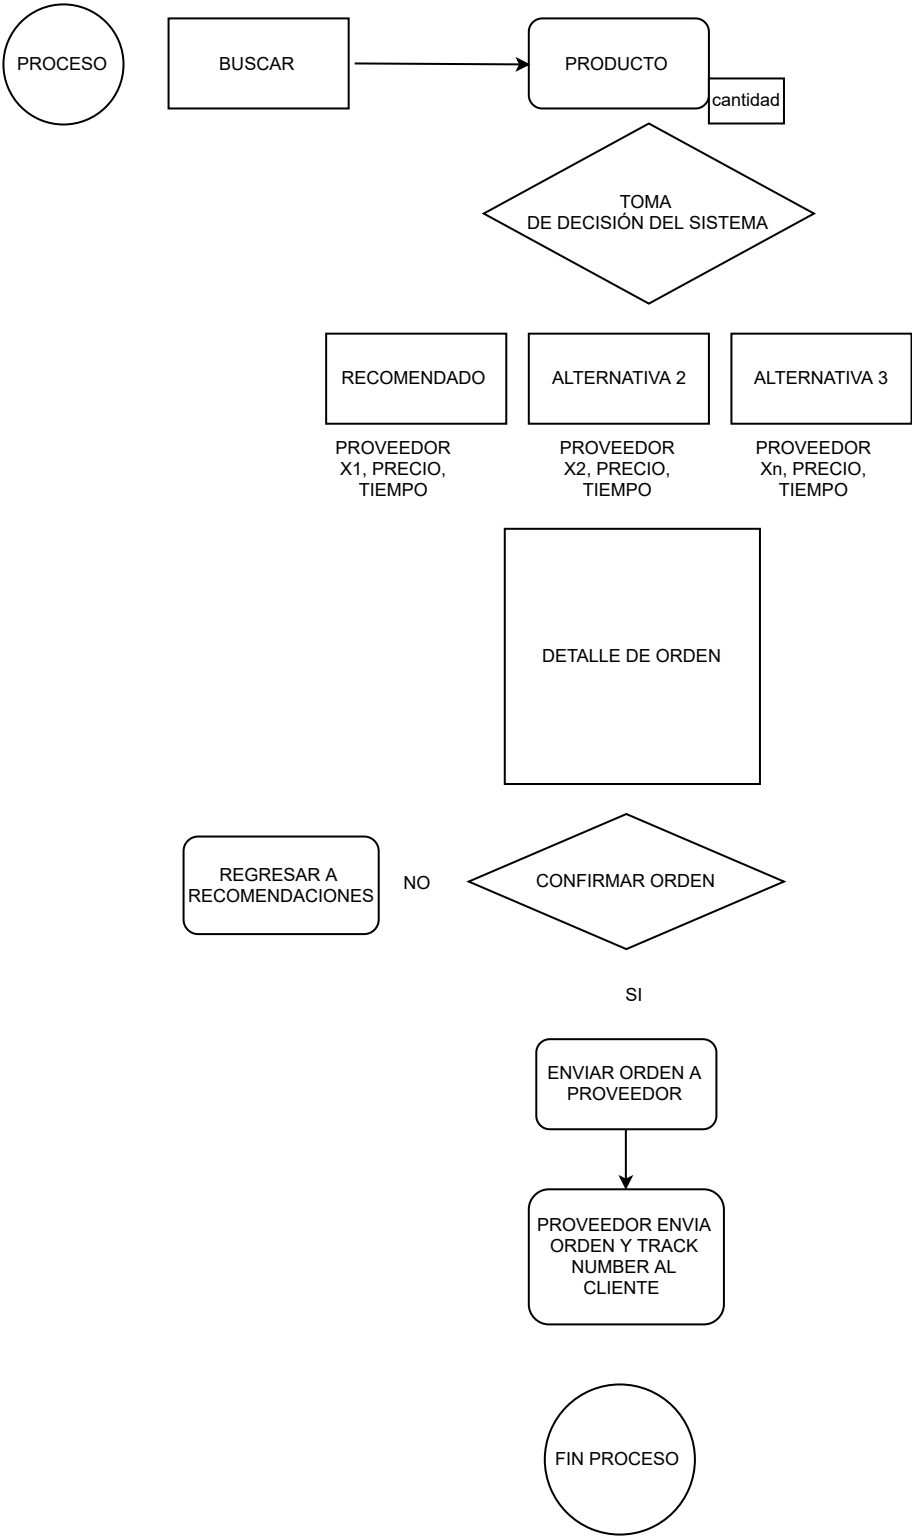 PROCESO
BUSCAR
PRODUCTO
cantidad
TOMA
DE DECISIÓN DEL SISTEMA
RECOMENDADO
ALTERNATIVA 2
ALTERNATIVA 3
PROVEEDOR
X1, PRECIO,
TIEMPO
PROVEEDOR
X2, PRECIO,
TIEMPO
PROVEEDOR
Xn, PRECIO,
TIEMPO
DETALLE DE ORDEN
REGRESAR A
RECOMENDACIONES
NO
CONFIRMAR ORDEN
SI
ENVIAR ORDEN A
PROVEEDOR
PROVEEDOR ENVIA
ORDEN Y TRACK
NUMBER AL
CLIENTE
FIN PROCESO